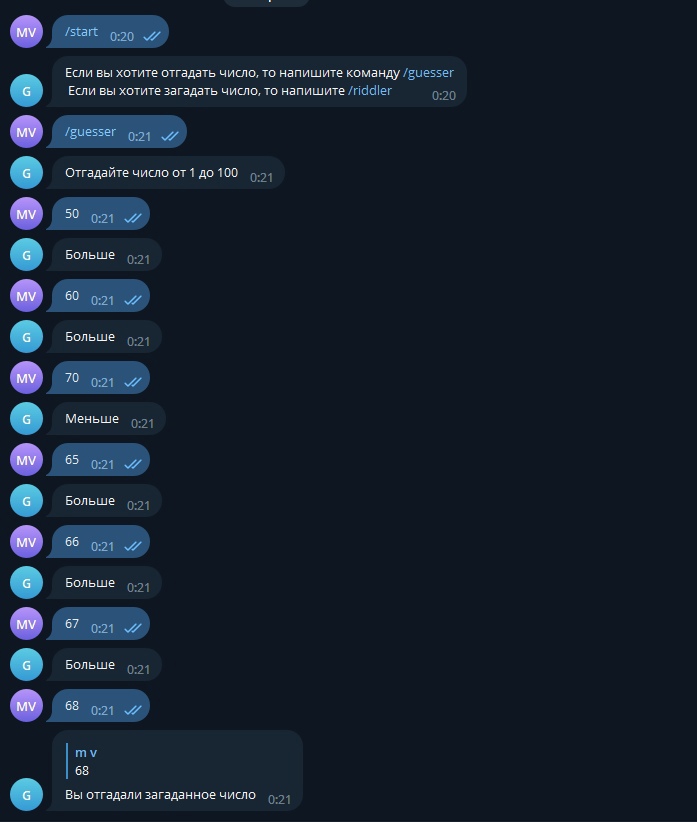 MV
/start 0:20
Если вы хотите отгадать число, то напишите команду /guesser
Если вы хотите загадать число, то напишите /riddler
G
0:20
MV
/guesser 0:21
G
Отгадайте число от 1 до 100 0:21
MV
50 0:21
G
Больше 0:21
MV
60 0:21
G
Больше 0:21
MV
70 0:21
G
Меньше 0:21
MV
65 0:21
G
Больше 0:21
MV
66 0:21
G
Больше 0:21
MV
67 0:21
G
Больше 0:21
MV
68 0:21
m v
68
G
Вы отгадали загаданное число 0:21